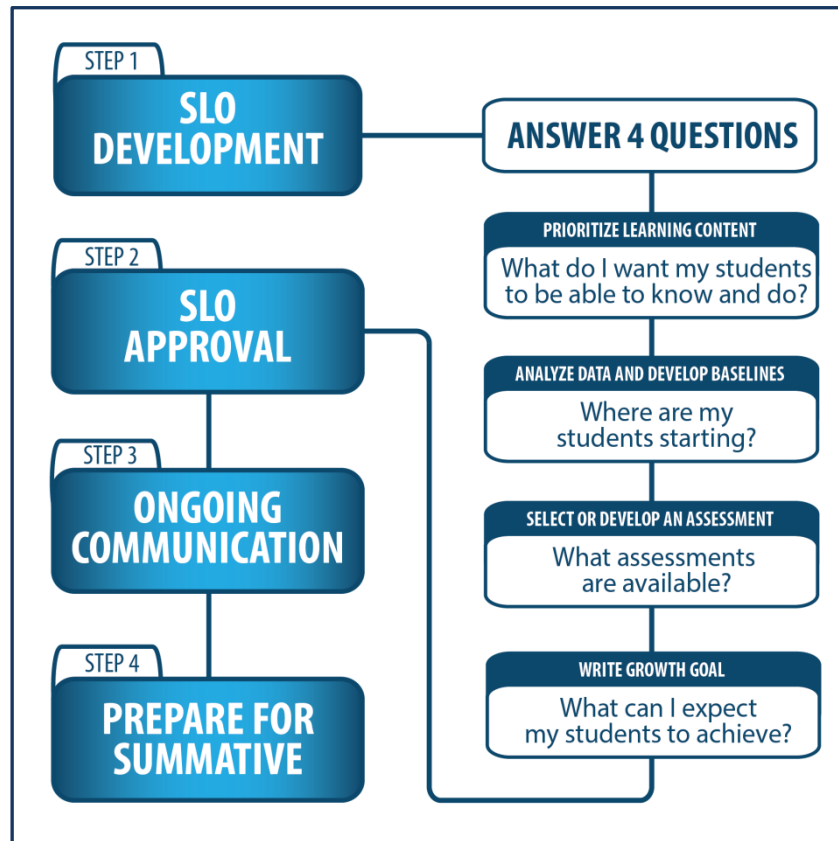 STEP 1
SLO
DEVELOPMENT
ANSWER 4 QUESTIONS
PRIORITIZE LEARNING CONTENT
What do I want my students
to be able to know and do?
ANALYZE DATA AND DEVELOP BASELINES
Where are my
students starting?
SELECT OR DEVELOP AN ASSESSMENT
What assessments
are available?
WRITE GROWTH GOAL
What can I expect
my students to achieve?
STEP 2
SLO
APPROVAL
STEP 3
ONGOING
COMMUNICATION
STEP 4
PREPARE FOR
SUMMATIVE